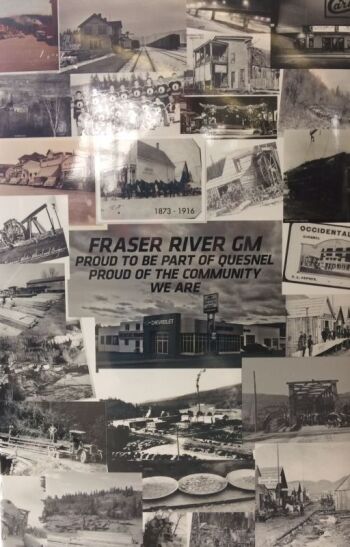 1873 - 1916
OCCIDENTAL
FRASER RIVER GM
PROUD TO BE PART OF QUESNEL
PROUD OF THE COMMUNITY
WE ARE
CHEVROLET